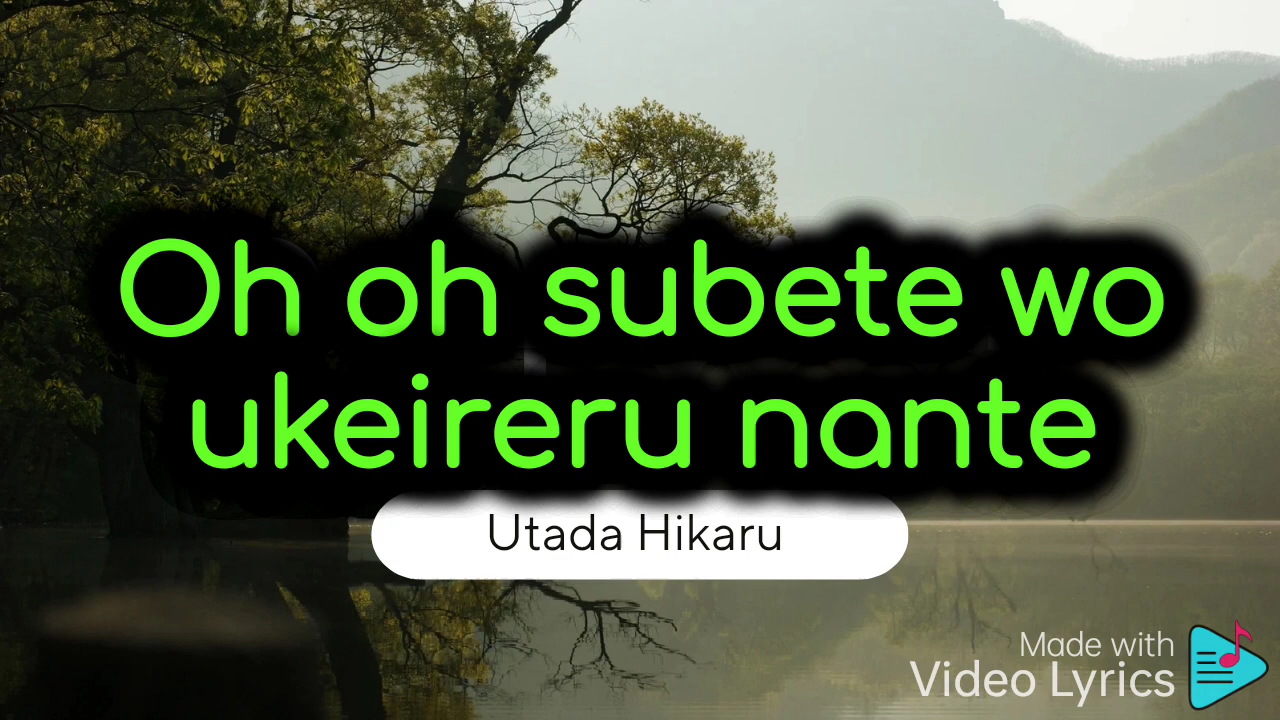 Oh oh subete wo
ukeireru nante
Utada Hikaru
Made with
Video Lyrics